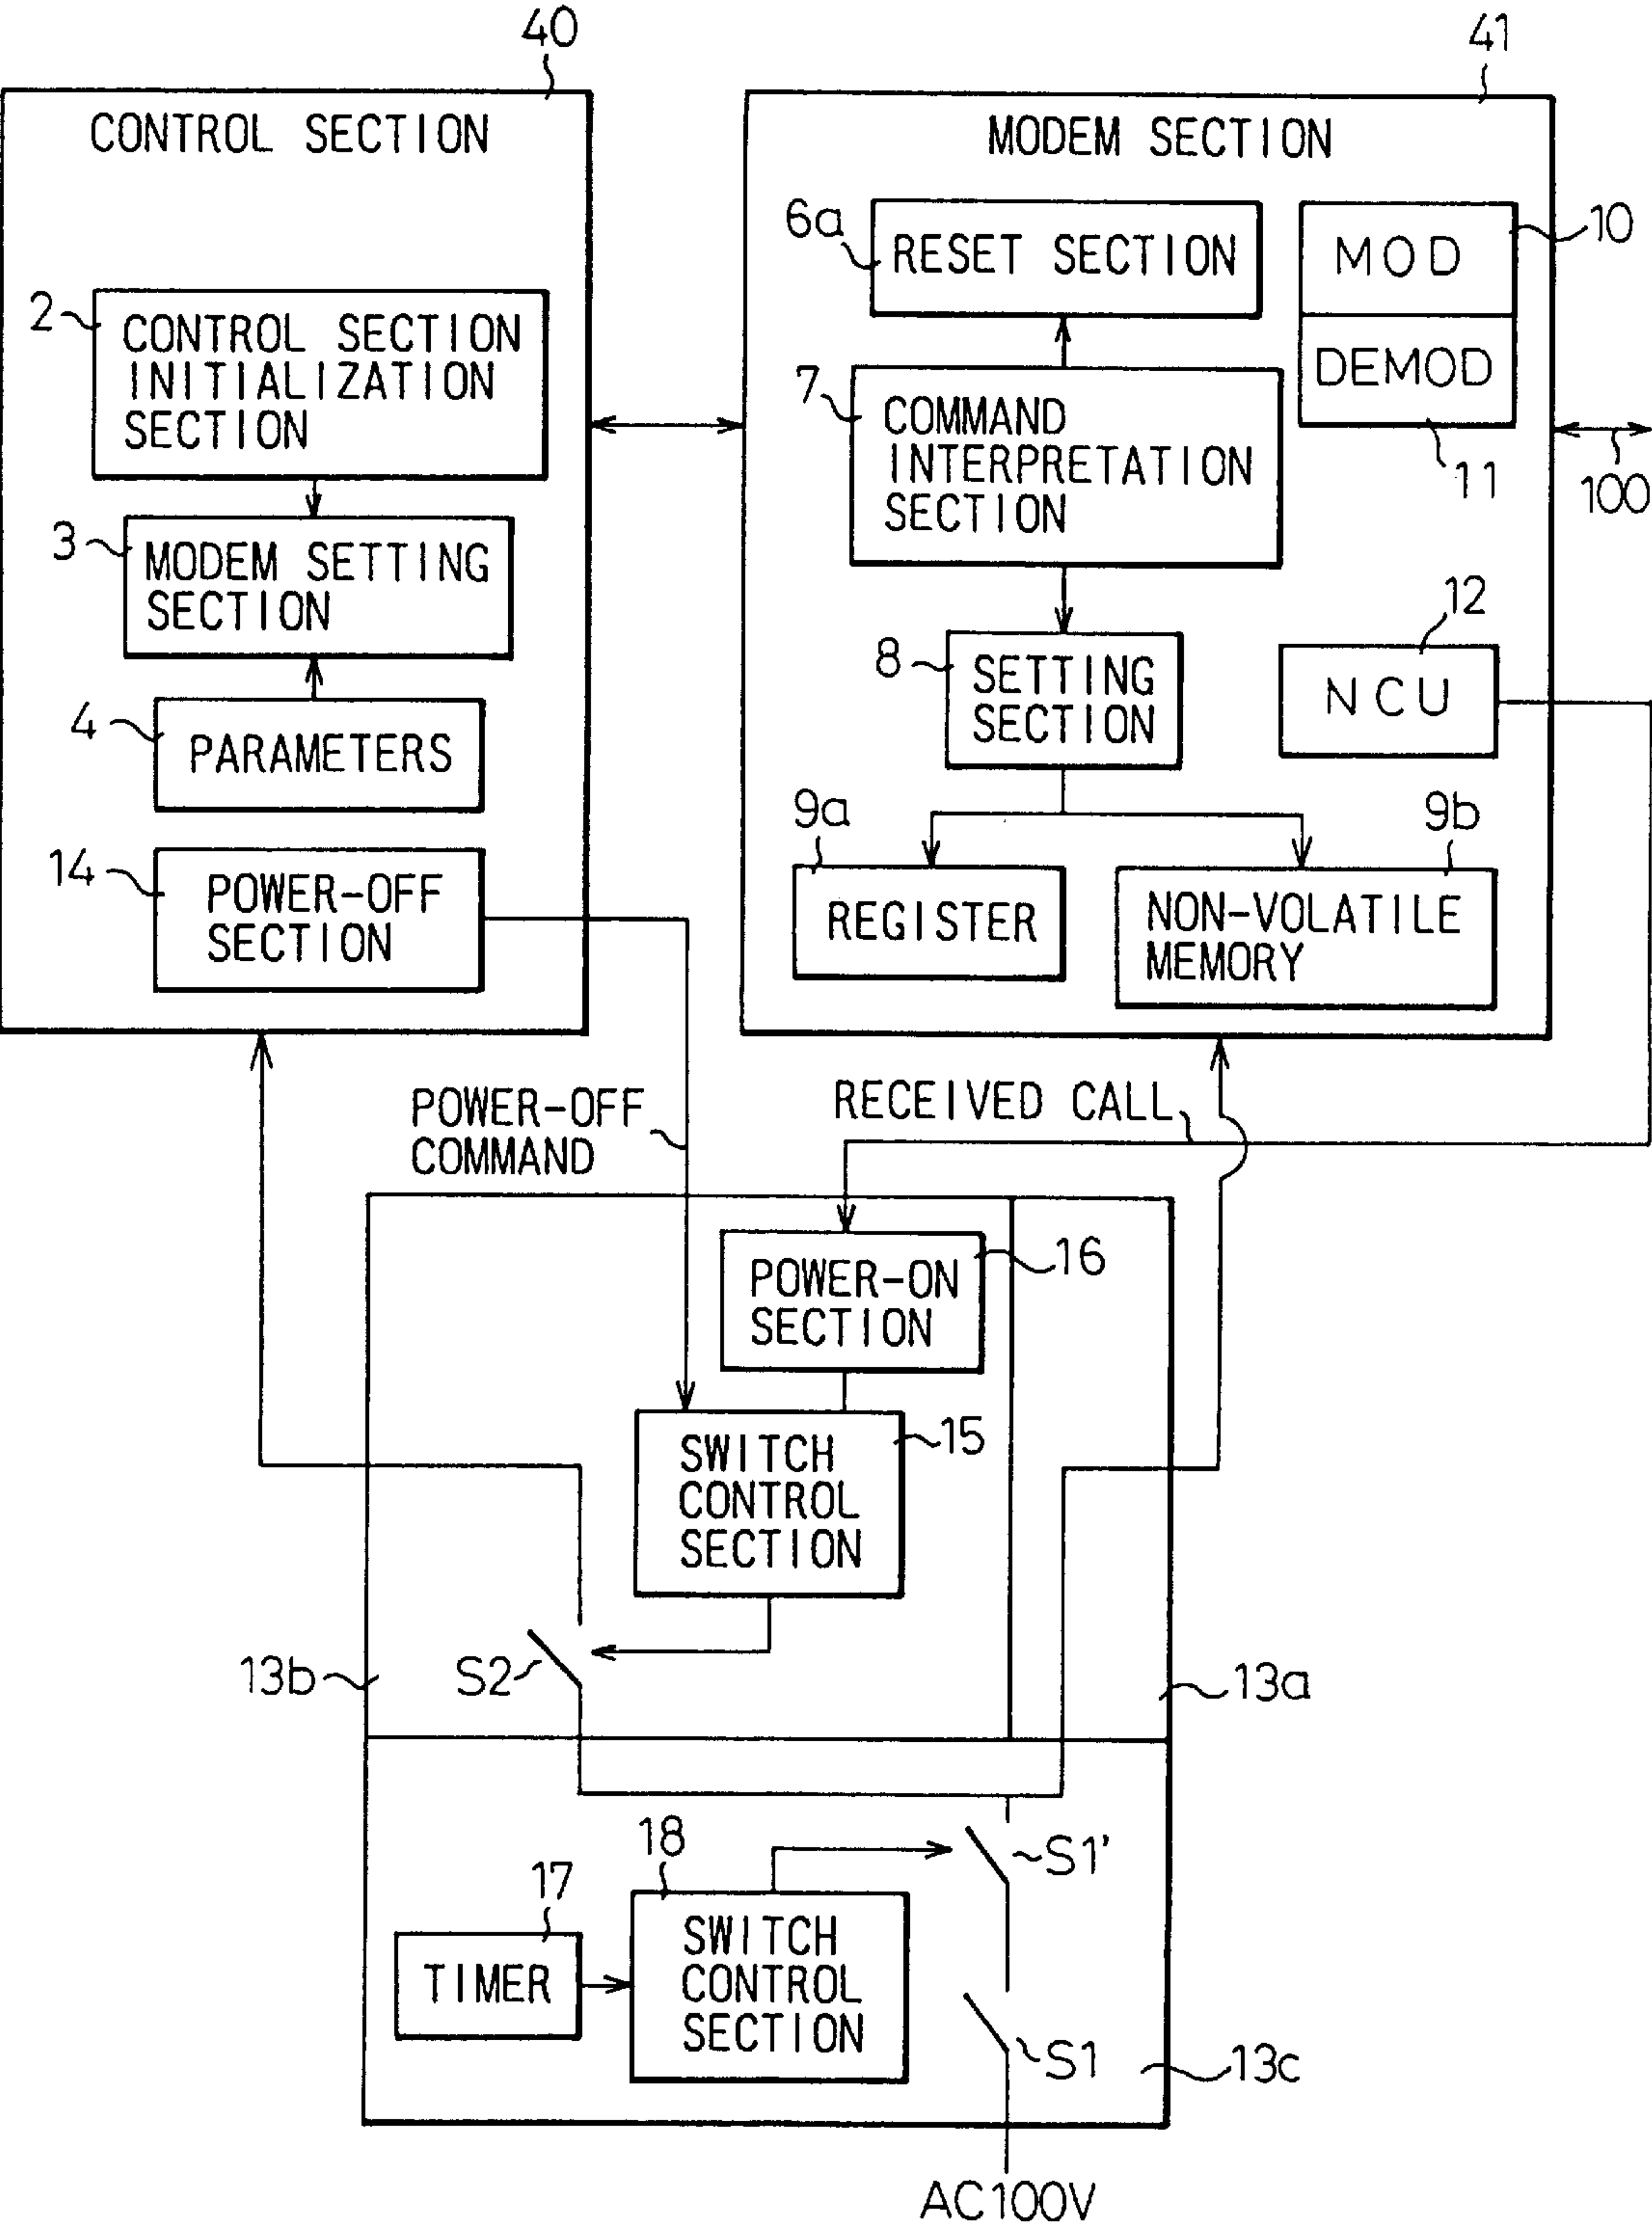 40
CONTROL SECTION
2
CONTROL SECTION
INITIALIZATION
SECTION
3
MODEM SETTING
SECTION
4
PARAMETERS
14
POWER-OFF
SECTION
41
MODEM SECTION
6a
RESET SECTION
MOD
10
DEMOD
11
100
7
COMMAND
INTERPRETATION
SECTION
8
SETTING
SECTION
12
NCU
9a
REGISTER
9b
NON-VOLATILE
MEMORY
POWER-OFF
COMMAND
RECEIVED CALL
POWER-ON
SECTION
16
SWITCH
CONTROL
SECTION
15
13b
S2
13a
18
S1'
17
TIMER
SWITCH
CONTROL
SECTION
S1
13c
AC100V